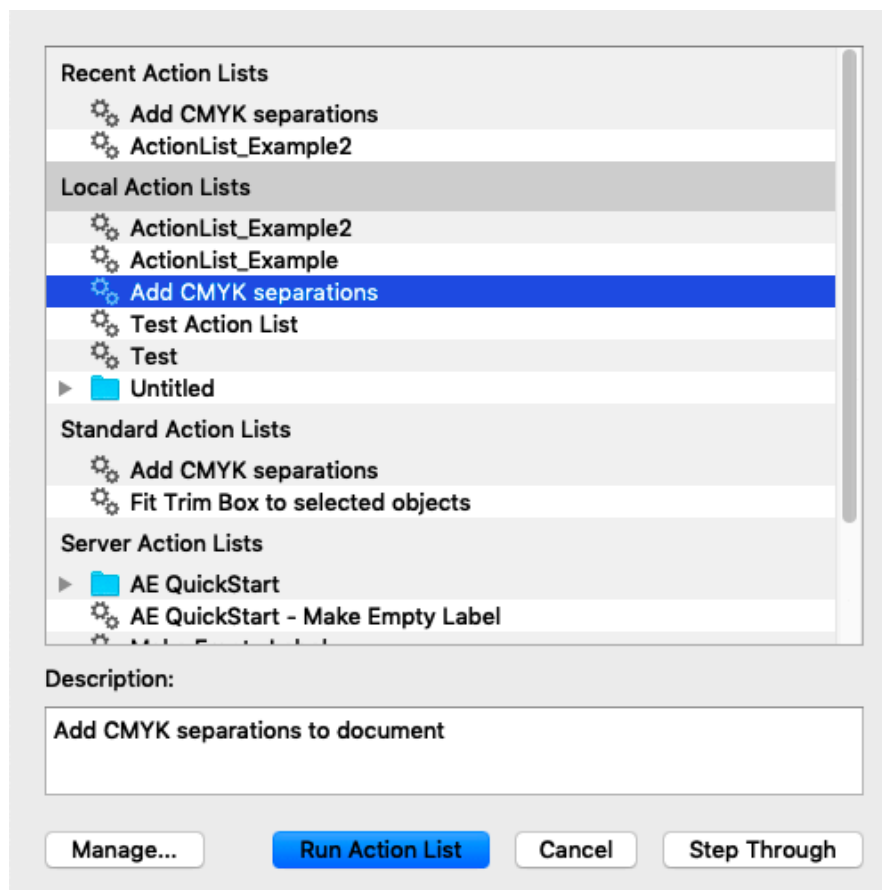 Recent Action Lists
Add CMYK separations
ActionList_Example2
Local Action Lists
ActionList_Example2
ActionList_Example
Add CMYK separations
Test Action List
Test
Untitled
Standard Action Lists
Add CMYK separations
Fit Trim Box to selected objects
Server Action Lists
AE QuickStart
AE QuickStart - Make Empty Label
Description:
Add CMYK separations to document
Manage...
Run Action List
Cancel
Step Through